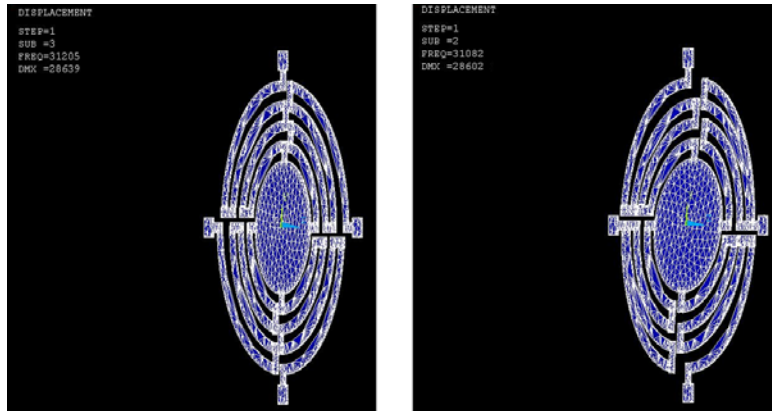 DISPLACEMENT
STEP=1
SUB =3
FREQ=31205
DMX =28639
DISPLACEMENT
STEP=1
SUB =2
FREQ=31082
DMX =28602